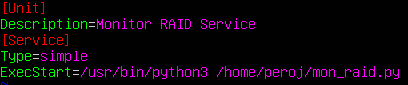 [Unit]
Description=Monitor RAID Service
[Service]
Type=simple
ExecStart=/usr/bin/python3 /home/peroj/mon_raid.py